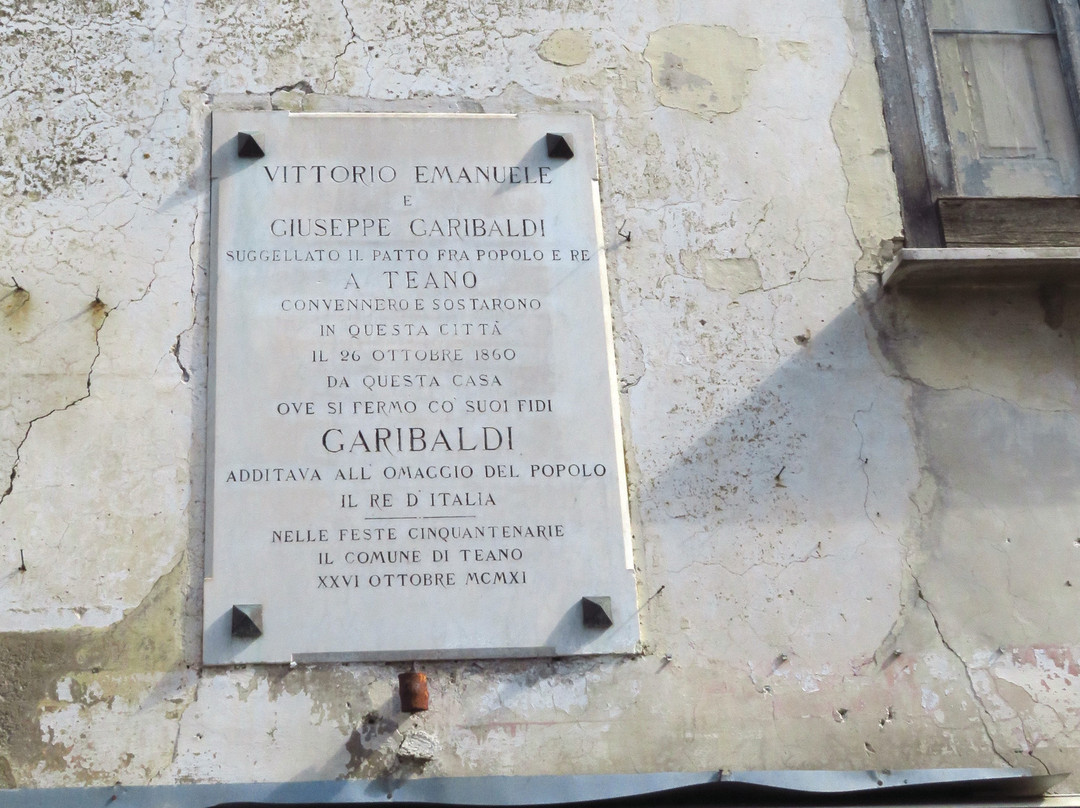 VITTORIO EMANUELE
E
GIUSEPPE GARIBALDI
SUGGELLATO IL PATTO FRA POPOLO E RE
A TEANO
CONVENNERO E SOSTARONO
IN QUESTA CITTÀ
IL 26 OTTOBRE 1860
DA QUESTA CASA
OVE SI FERMO CO' SUOI FIDI
GARIBALDI
ADDITAVA ALL' OMAGGIO DEL POPOLO
IL RE D'ITALIA
NELLE FESTE CINQUANTENARIE
IL COMUNE DI TEANO
XXVI OTTOBRE MCMXI